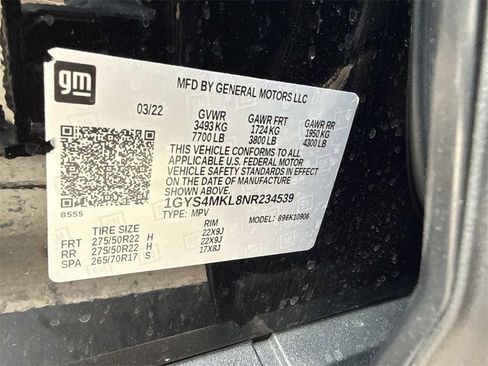 gm
MFD BY GENERAL MOTORS LLC
03/22 GVWR GAWR FRT GAWR RR
3493 KG 1724 KG 1950 KG
7700 LB 3800 LB 4300 LB
THIS VEHICLE CONFORMS TO ALL
APPLICABLE U.S. FEDERAL MOTOR
VEHICLE SAFETY STANDARDS IN EFFECT
ON THE DATE OF MANUFACTURE
SHOWN ABOVE.
1GYS4MKL8NR234539
8555 TYPE: MPV MODEL: 896K10906
TIRE SIZE RIM
FRT 275/50R22 H 22X9J
RR 275/50R22 H 22X9J
SPA 265/70R17 S 17X8J